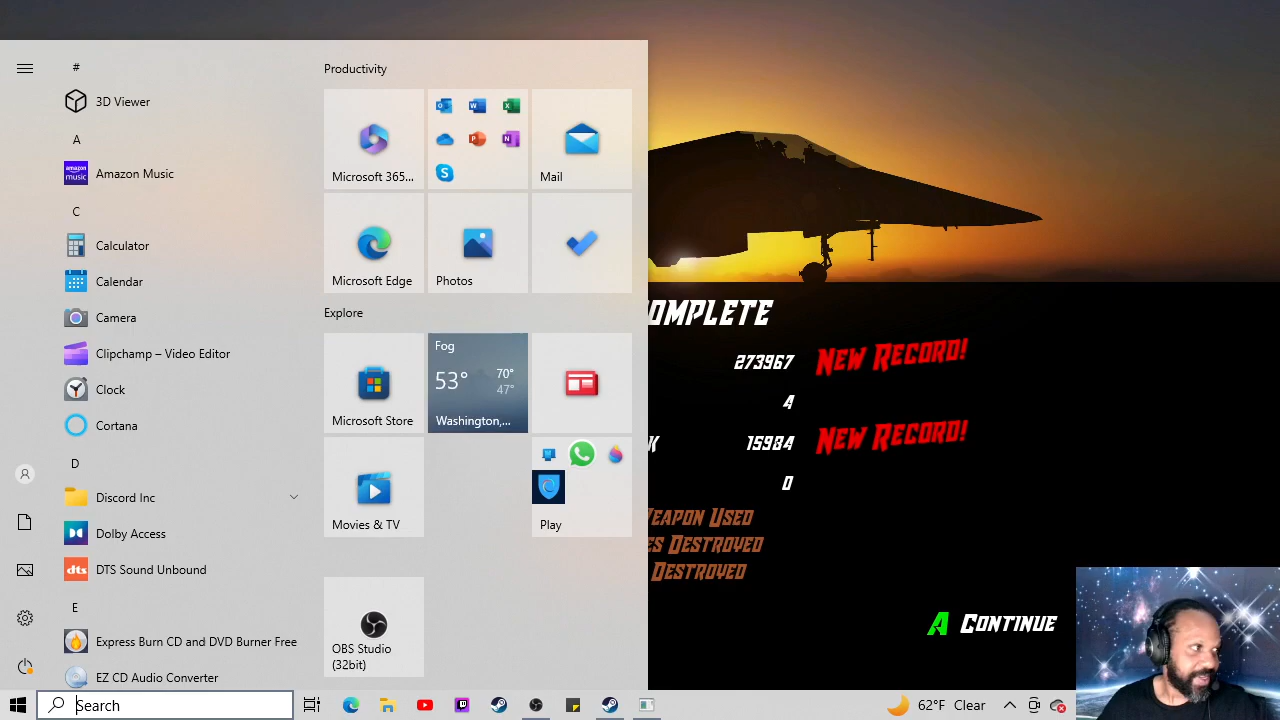 #
3D Viewer
A
amazon music
Amazon Music
C
Calculator
Calendar
Camera
Clipchamp – Video Editor
Clock
Cortana
D
Discord Inc
Dolby Access
dts
DTS Sound Unbound
E
Express Burn CD and DVD Burner Free
EZ CD Audio Converter
Productivity
Microsoft 365...
Mail
Microsoft Edge
Photos
Explore
Microsoft Store
Fog
53°
70°
47°
Washington,...
Movies & TV
Play
OBS Studio
(32bit)
OMPLETE
273967 New Record!
A
K 15984 New Record!
0
Weapon Used
es Destroyed
Destroyed
A Continue
Search
62°F Clear